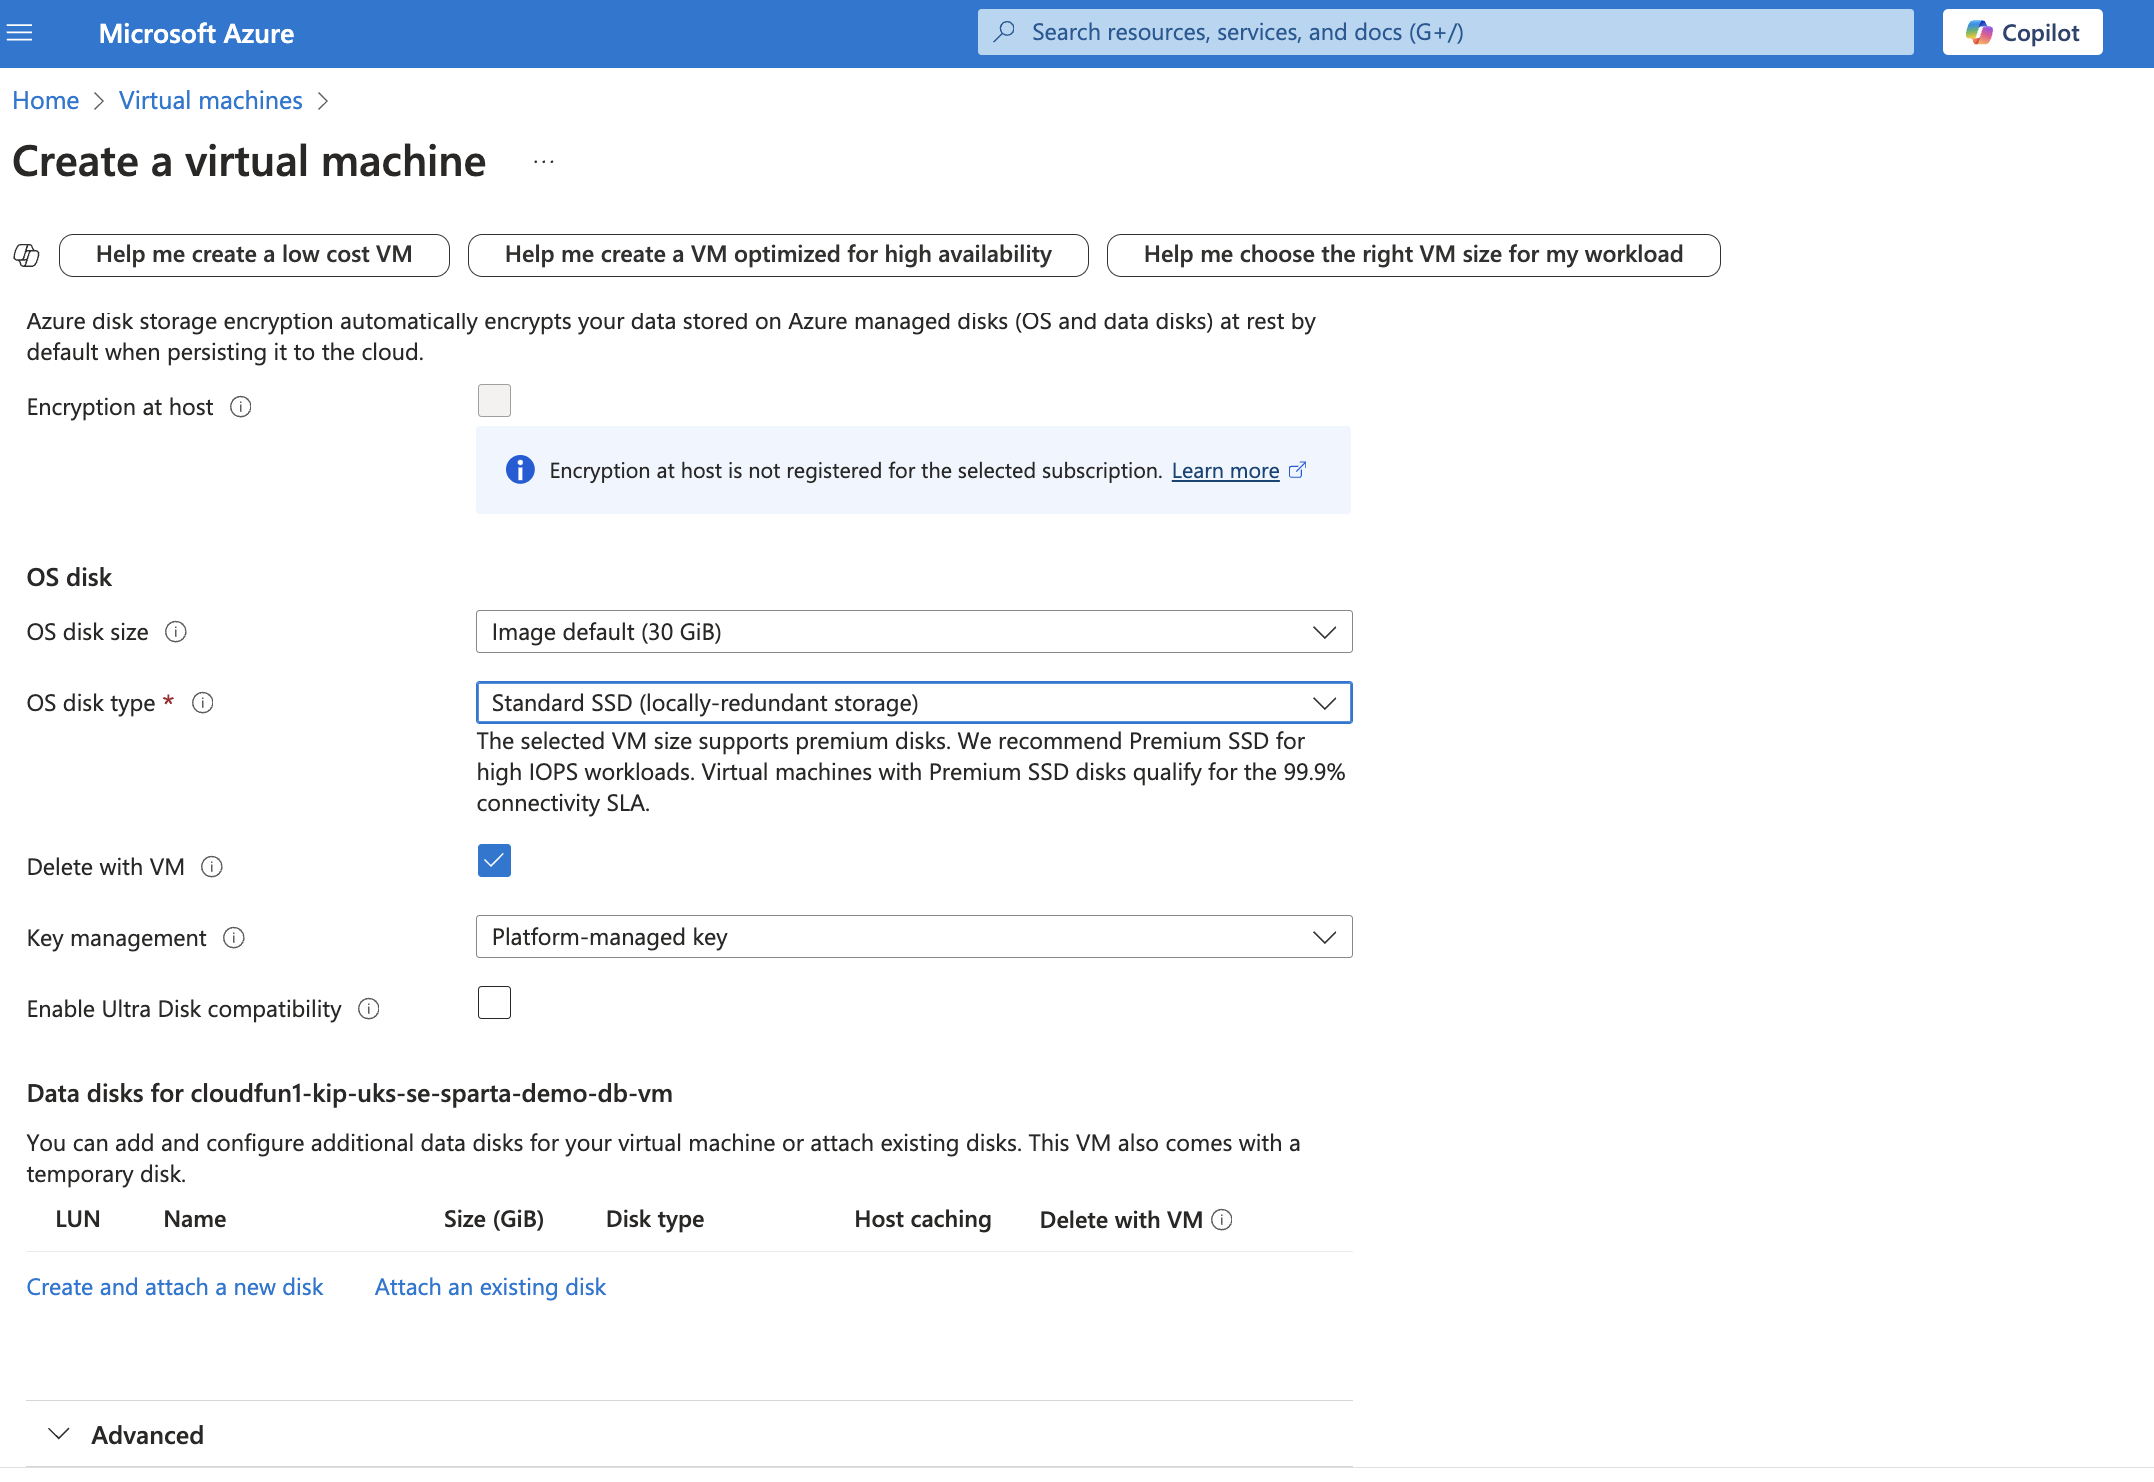 Microsoft Azure
Search resources, services, and docs (G+/)
Copilot
Home > Virtual machines >
Create a virtual machine ...
Help me create a low cost VM
Help me create a VM optimized for high availability
Help me choose the right VM size for my workload
Azure disk storage encryption automatically encrypts your data stored on Azure managed disks (OS and data disks) at rest by
default when persisting it to the cloud.
Encryption at host
Encryption at host is not registered for the selected subscription. Learn more
OS disk
OS disk size
Image default (30 GiB)
OS disk type *
Standard SSD (locally-redundant storage)
The selected VM size supports premium disks. We recommend Premium SSD for
high IOPS workloads. Virtual machines with Premium SSD disks qualify for the 99.9%
connectivity SLA.
Delete with VM
Key management
Platform-managed key
Enable Ultra Disk compatibility
Data disks for cloudfun1-kip-uks-se-sparta-demo-db-vm
You can add and configure additional data disks for your virtual machine or attach existing disks. This VM also comes with a
temporary disk.
LUN Name Size (GiB) Disk type Host caching Delete with VM
Create and attach a new disk Attach an existing disk
Advanced